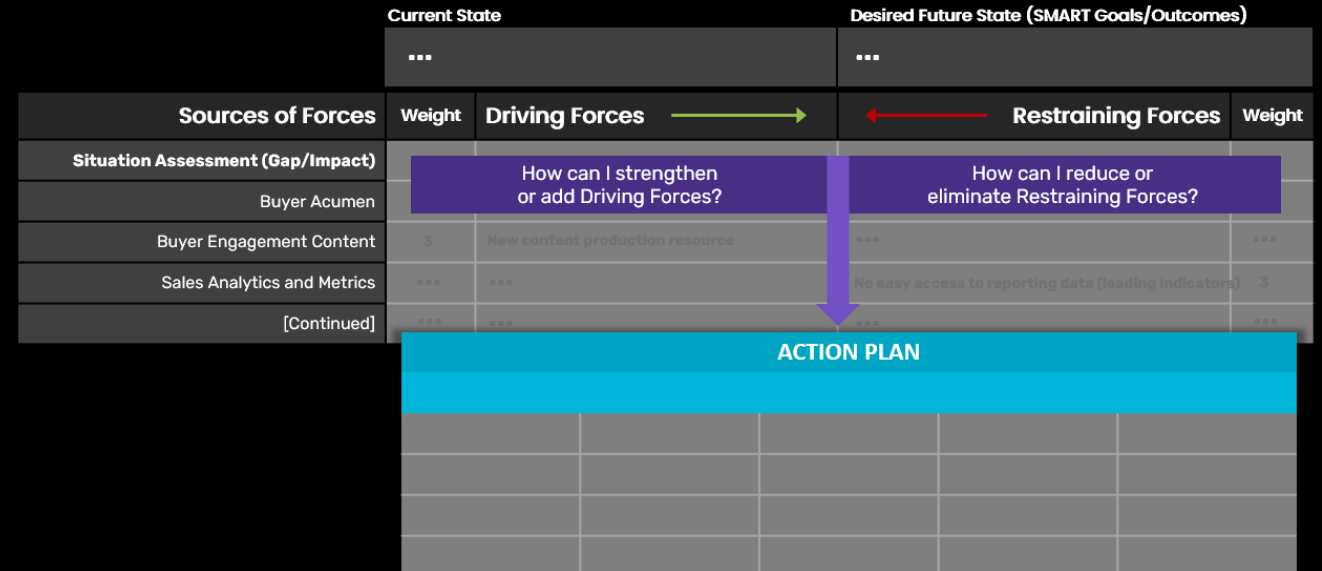 Current State
Desired Future State (SMART Goals/Outcomes)
...
...
Sources of Forces
Weight
Driving Forces
Restraining Forces
Weight
Situation Assessment (Gap/Impact)
How can I strengthen
or add Driving Forces?
How can I reduce or
eliminate Restraining Forces?
Buyer Acumen
Buyer Engagement Content
3
New content production resource
...
...
Sales Analytics and Metrics
...
...
No easy access to reporting data (leading indicators)
3
[Continued]
...
...
...
...
ACTION PLAN